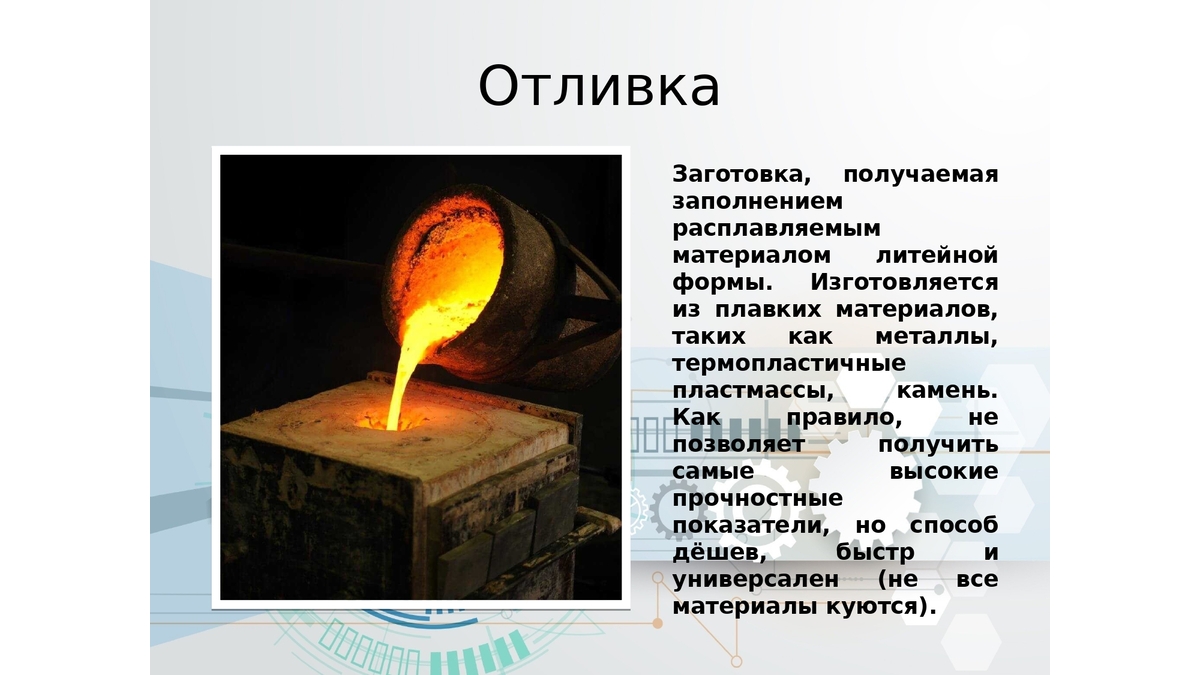 Отливка
Заготовка, получаемая
заполнением
расплавляемым
материалом литейной
формы. Изготовляется
из плавких материалов,
таких как металлы,
термопластичные
пластмассы, камень.
Как правило, не
позволяет получить
самые высокие
прочностные
показатели, но способ
дёшев, быстр и
универсален (не все
материалы куются).